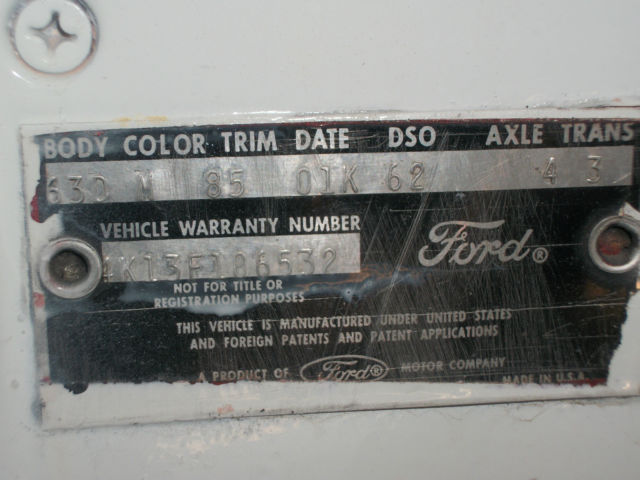 BODY COLOR TRIM DATE DSO AXLE TRANS
63D M 85 01K 62 4 3
VEHICLE WARRANTY NUMBER
4K13F186532
Ford®
NOT FOR TITLE OR
REGISTRATION PURPOSES
THIS VEHICLE IS MANUFACTURED UNDER UNITED STATES
AND FOREIGN PATENTS AND PATENT APPLICATIONS
A PRODUCT OF Ford® MOTOR COMPANY
MADE IN U.S.A.